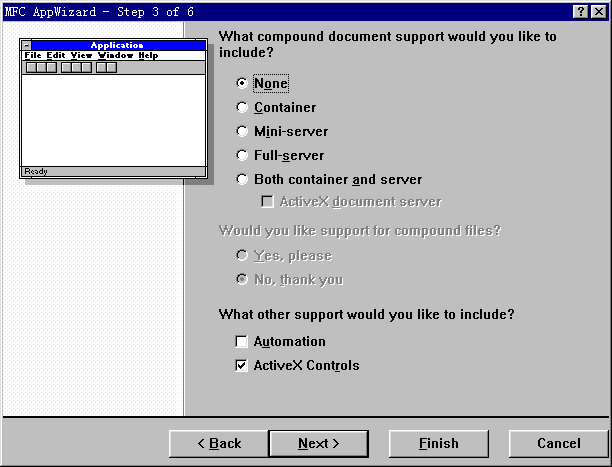 MFC AppWizard - Step 3 of 6
Application
File Edit View Window Help
Ready
What compound document support would you like to
include?
None
Container
Mini-server
Full-server
Both container and server
ActiveX document server
Would you like support for compound files?
Yes, please
No, thank you
What other support would you like to include?
Automation
ActiveX Controls
< Back Next > Finish Cancel